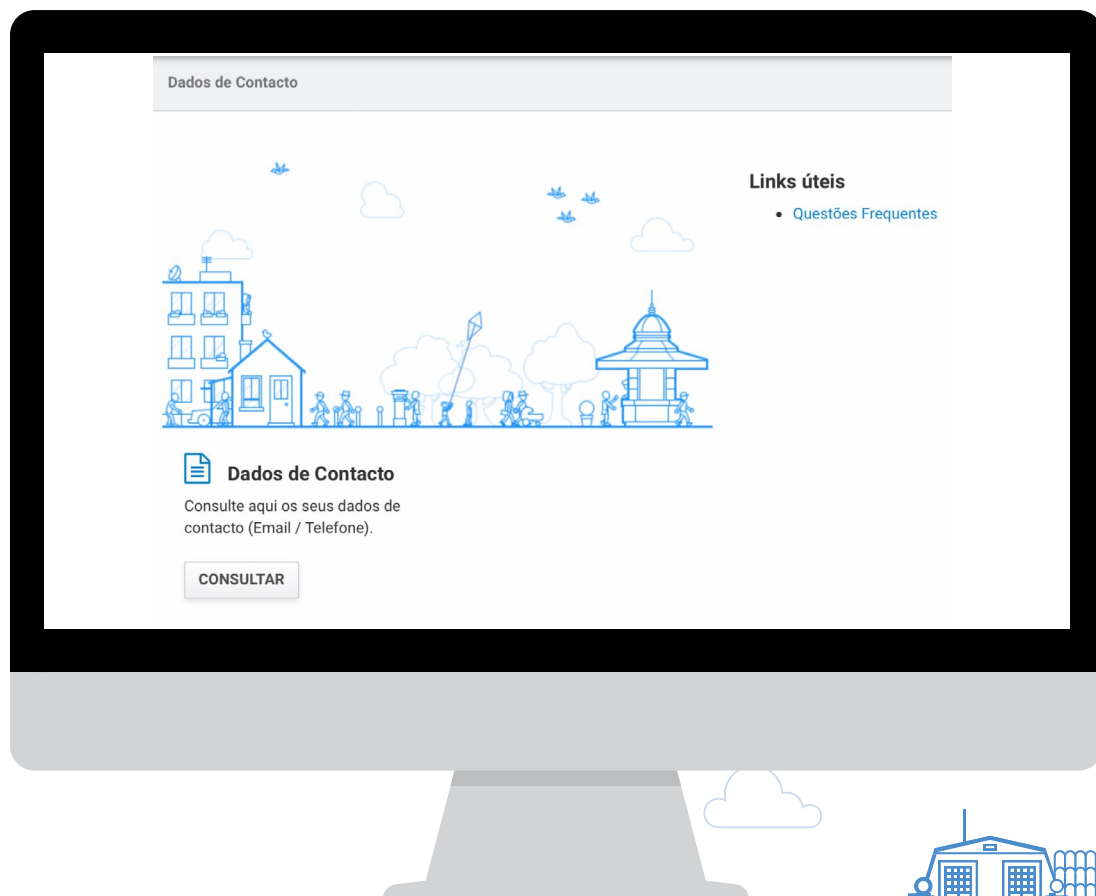 Dados de Contacto
Links úteis
Questões Frequentes
Dados de Contacto
Consulte aqui os seus dados de
contacto (Email / Telefone).
CONSULTAR